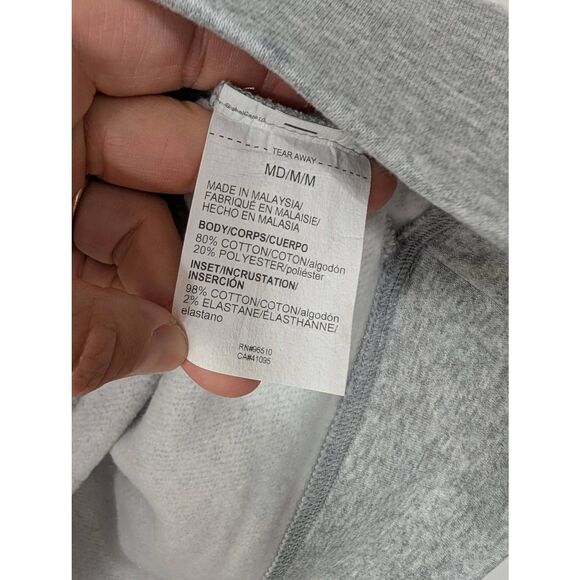 TEAR AWAY
MD/M/M
MADE IN MALAYSIA/
FABRIQUÉ EN MALAISIE/
HECHO EN MALASIA
BODY/CORPS/CUERPO
80% COTTON/COTON/algodón
20% POLYESTER/poliéster
INSET/INCRUSTATION/
INSERCIÓN
98% COTTON/COTON/algodón
2% ELASTANE/ÉLASTHANNE/
elastano
RN#96510
CA#41095